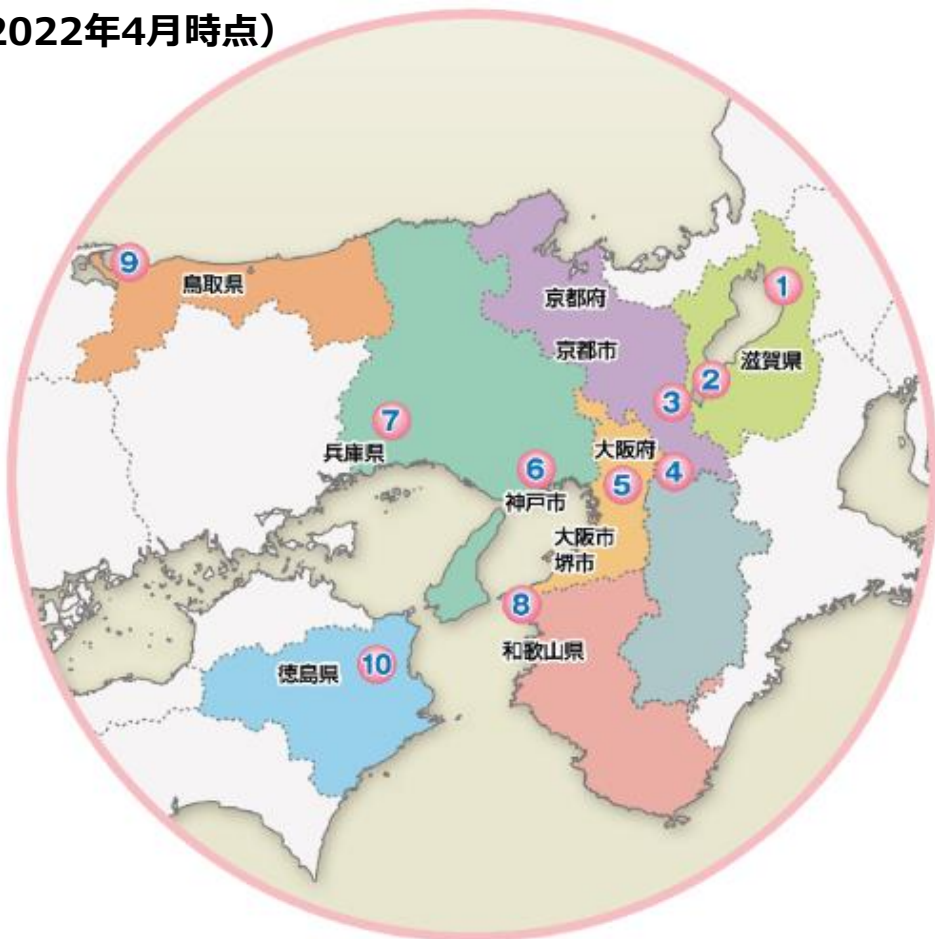 2022年4月時点）
⑨
鳥取県
①
京都府
京都市
滋賀県
②
③
⑦
兵庫県
大阪府
④
⑥
⑤
神戸市
大阪市
堺市
⑧
和歌山県
徳島県
⑩